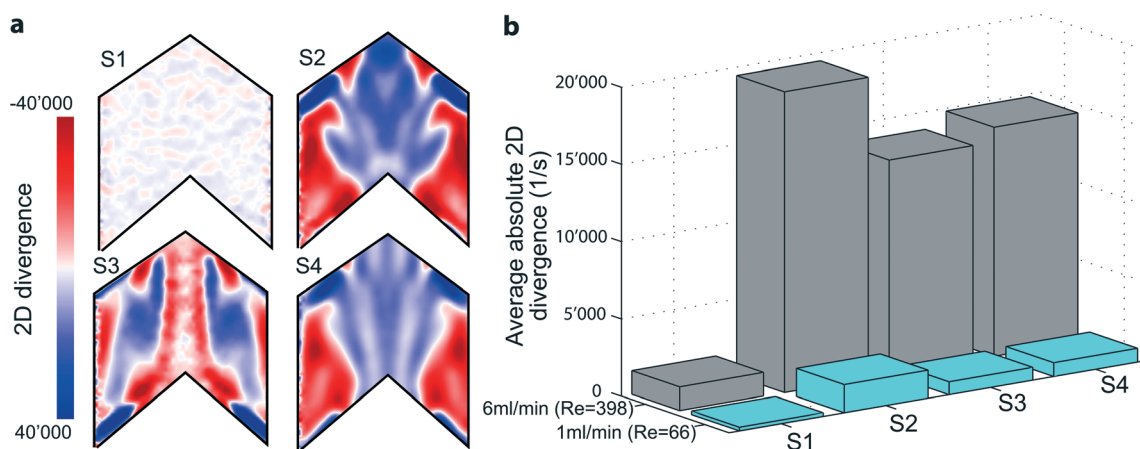 a
S1
S2
-40’000
2D divergence
40’000
S3
S4
b
Average absolute 2D
divergence (1/s)
20’000
15’000
10’000
5’000
0
6ml/min (Re=398)
1ml/min (Re=66)
S1
S2
S3
S4